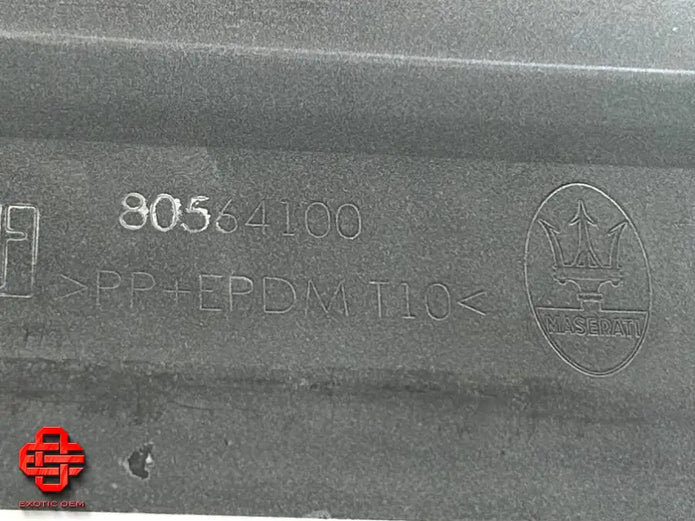 80564100
>PP+EPDM T10<
MASERATI
EXOTIC OEM